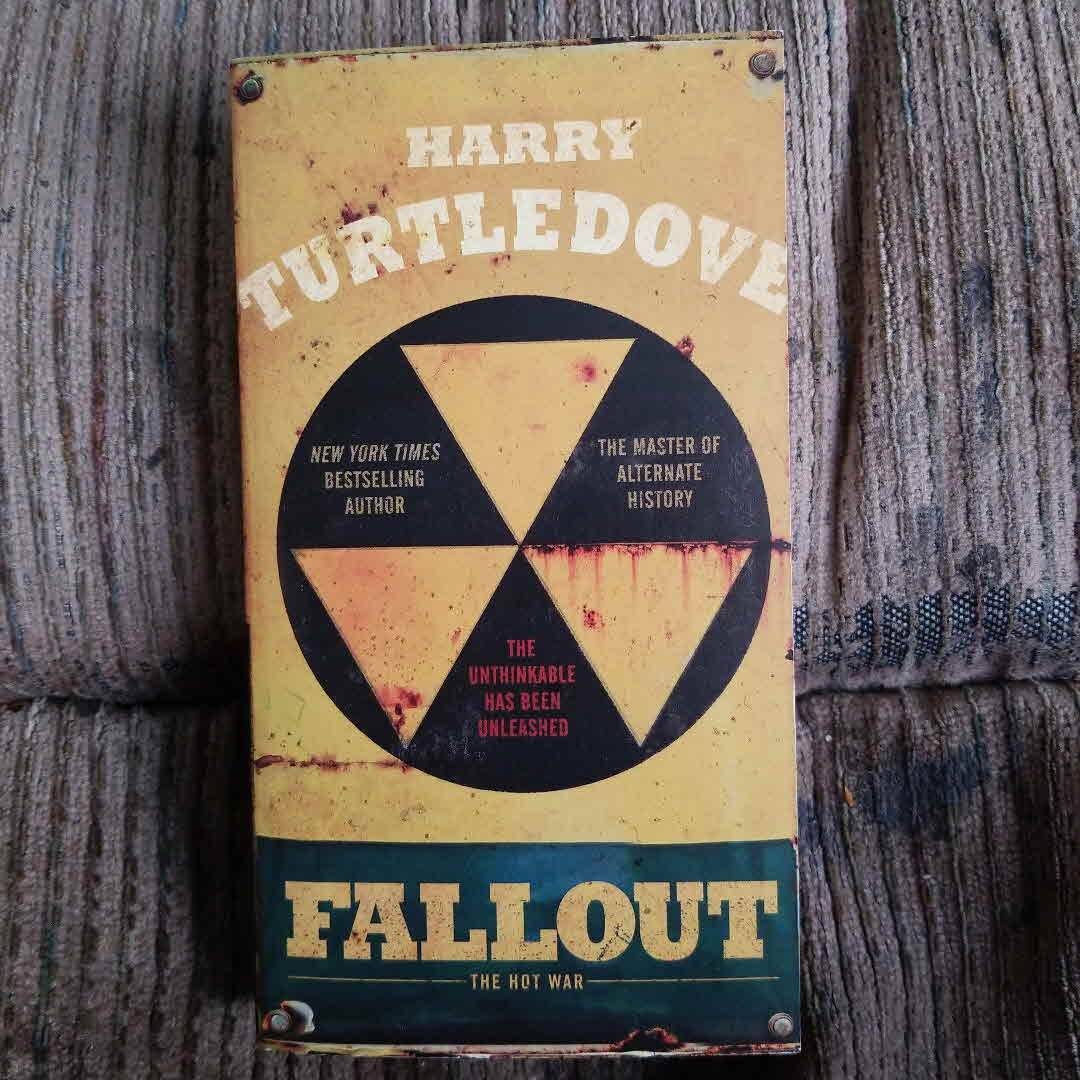 HARRY
TURTLEDOVE
NEW YORK TIMES
BESTSELLING
AUTHOR
THE MASTER OF
ALTERNATE
HISTORY
THE
UNTHINKABLE
HAS BEEN
UNLEASHED
FALLOUT
THE HOT WAR